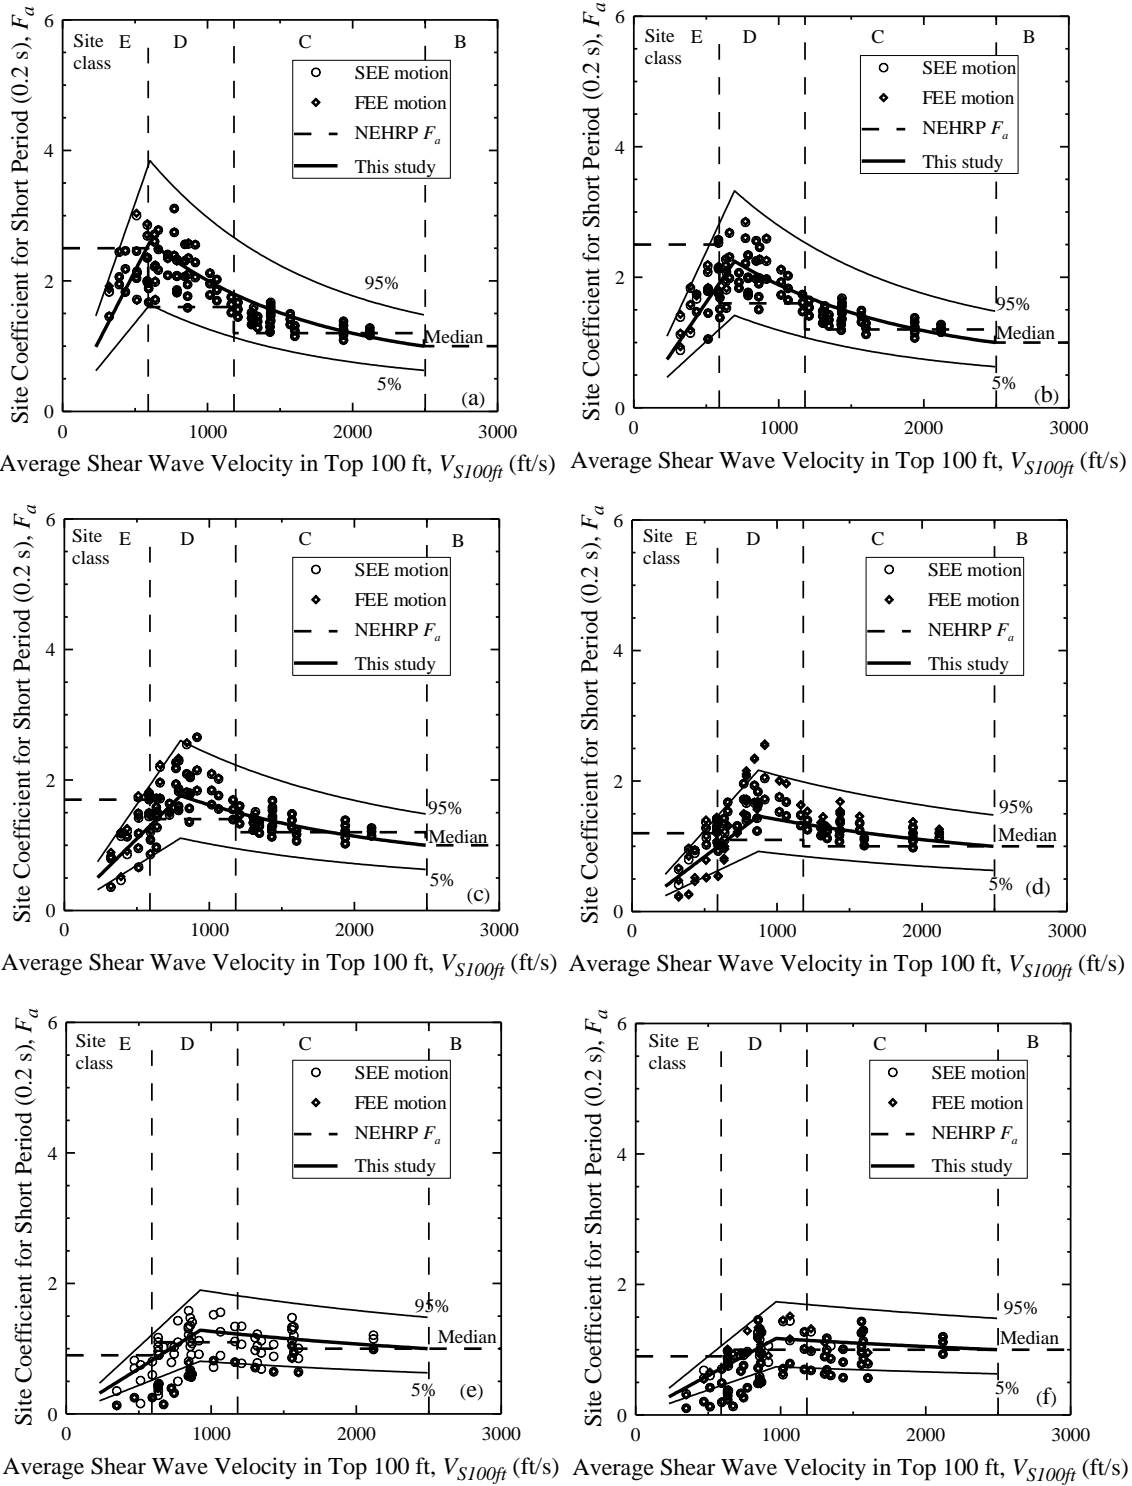 Site Coefficient for Short Period (0.2 s), Fa
6
4
2
0
Site class
E
D
C
B
SEE motion
FEE motion
NEHRP Fa
This study
95%
Median
5%
(a)
0 1000 2000 3000
Average Shear Wave Velocity in Top 100 ft, VS100ft (ft/s)
Site Coefficient for Short Period (0.2 s), Fa
6
4
2
0
Site class
E
D
C
B
SEE motion
FEE motion
NEHRP Fa
This study
95%
Median
5%
(b)
0 1000 2000 3000
Average Shear Wave Velocity in Top 100 ft, VS100ft (ft/s)
Site Coefficient for Short Period (0.2 s), Fa
6
4
2
0
Site class
E
D
C
B
SEE motion
FEE motion
NEHRP Fa
This study
95%
Median
5%
(c)
0 1000 2000 3000
Average Shear Wave Velocity in Top 100 ft, VS100ft (ft/s)
Site Coefficient for Short Period (0.2 s), Fa
6
4
2
0
Site class
E
D
C
B
SEE motion
FEE motion
NEHRP Fa
This study
95%
Median
5%
(d)
0 1000 2000 3000
Average Shear Wave Velocity in Top 100 ft, VS100ft (ft/s)
Site Coefficient for Short Period (0.2 s), Fa
6
4
2
0
Site class
E
D
C
B
SEE motion
FEE motion
NEHRP Fa
This study
95%
Median
5%
(e)
0 1000 2000 3000
Average Shear Wave Velocity in Top 100 ft, VS100ft (ft/s)
Site Coefficient for Short Period (0.2 s), Fa
6
4
2
0
Site class
E
D
C
B
SEE motion
FEE motion
NEHRP Fa
This study
95%
Median
5%
(f)
0 1000 2000 3000
Average Shear Wave Velocity in Top 100 ft, VS100ft (ft/s)